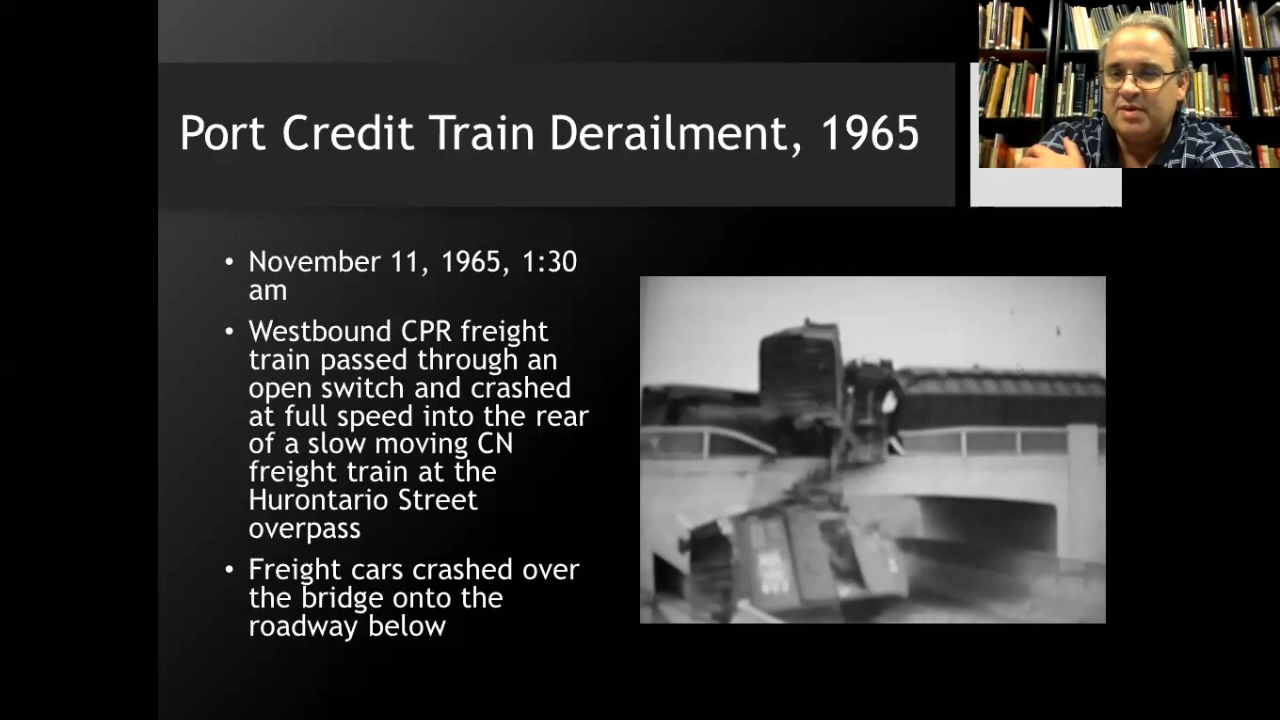 Port Credit Train Derailment, 1965
• November 11, 1965, 1:30
am
• Westbound CPR freight
train passed through an
open switch and crashed
at full speed into the rear
of a slow moving CN
freight train at the
Hurontario Street
overpass
• Freight cars crashed over
the bridge onto the
roadway below